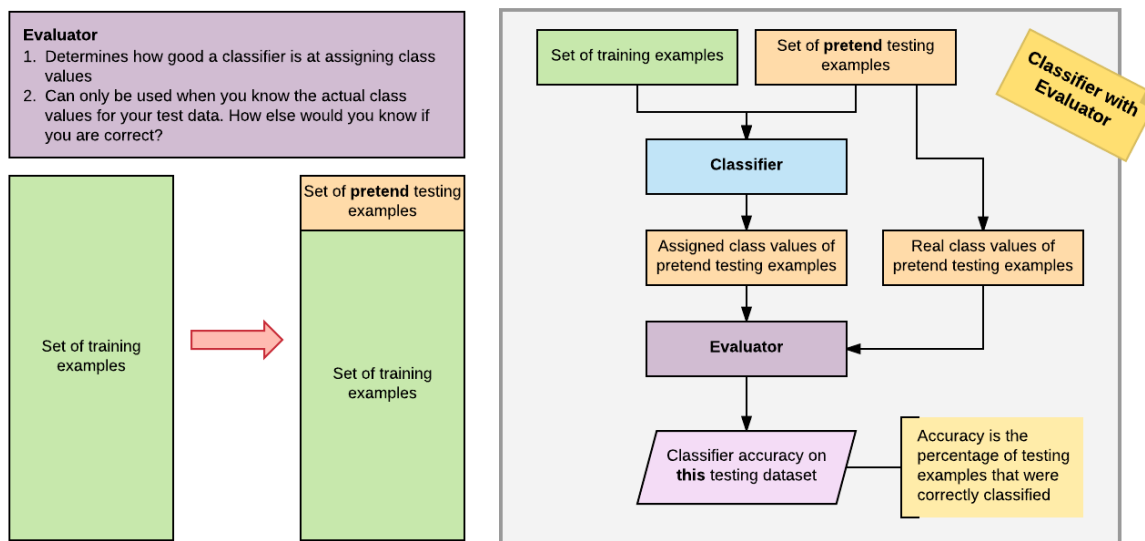 Evaluator
1. Determines how good a classifier is at assigning class
values
2. Can only be used when you know the actual class
values for your test data. How else would you know if
you are correct?
Set of training
examples
Set of pretend testing
examples
Set of training
examples
Set of training examples
Set of pretend testing
examples
Classifier with
Evaluator
Classifier
Assigned class values of
pretend testing examples
Real class values of
pretend testing examples
Evaluator
Classifier accuracy on
this testing dataset
Accuracy is the
percentage of testing
examples that were
correctly classified